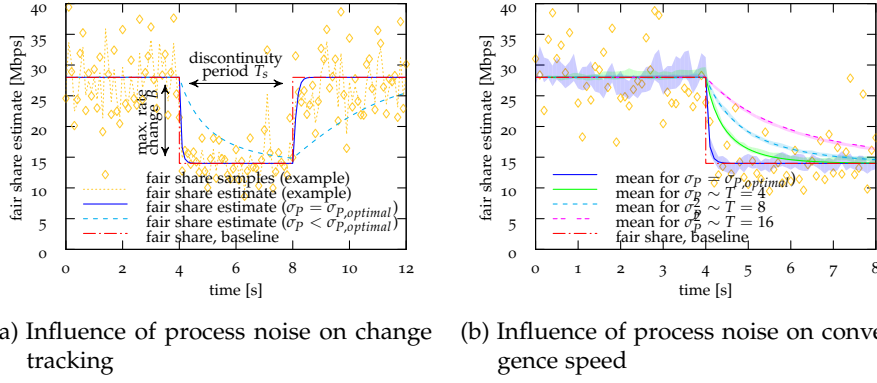 40
35
30
25
20
15
10
5
0
fair share estimate [Mbps]
discontinuity
period T_s
max. rate
change B
fair share samples (example)
fair share estimate (example)
fair share estimate (σ_P = σ_P,optimal)
fair share estimate (σ_P < σ_P,optimal)
fair share, baseline
0 2 4 6 8 10 12
time [s]
a) Influence of process noise on change
tracking
40
35
30
25
20
15
10
5
0
fair share estimate [Mbps]
mean for σ_P = σ_P,optimal)
mean for σ_P^2 ∼ T = 4
mean for σ_P^2 ∼ T = 8
mean for σ_P^2 ∼ T = 16
fair share, baseline
0 1 2 3 4 5 6 7 8
time [s]
(b) Influence of process noise on conve
gence speed